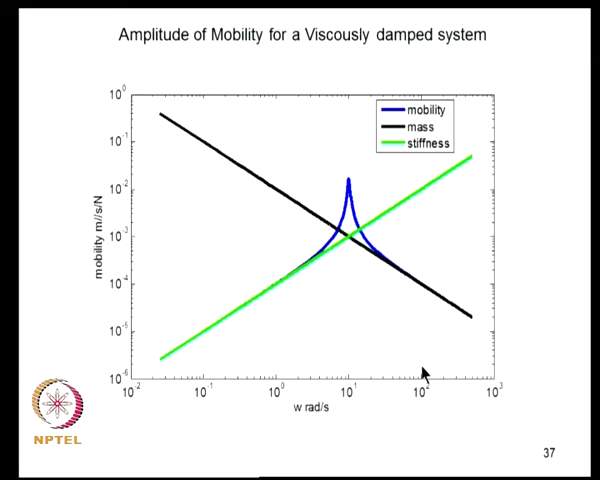 Amplitude of Mobility for a Viscously damped system
mobility
mass
stiffness
10^0
10^-1
10^-2
10^-3
10^-4
10^-5
10^-6
mobility m//s/N
10^-2
10^-1
10^0
10^1
10^2
10^3
w rad/s
NPTEL
37